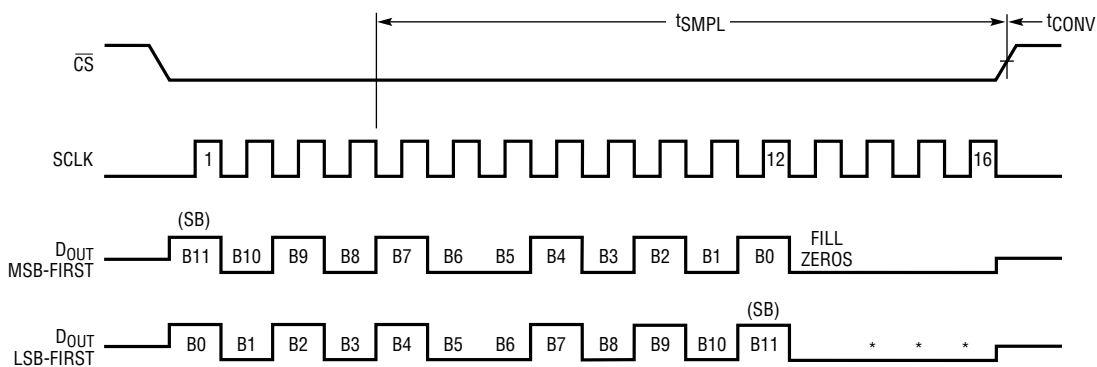 tSMPL
tCONV
CS
SCLK
1
12
16
(SB)
DOUT
MSB-FIRST
B11 B10 B9 B8 B7 B6 B5 B4 B3 B2 B1 B0
FILL
ZEROS
(SB)
DOUT
LSB-FIRST
B0 B1 B2 B3 B4 B5 B6 B7 B8 B9 B10 B11 * * *